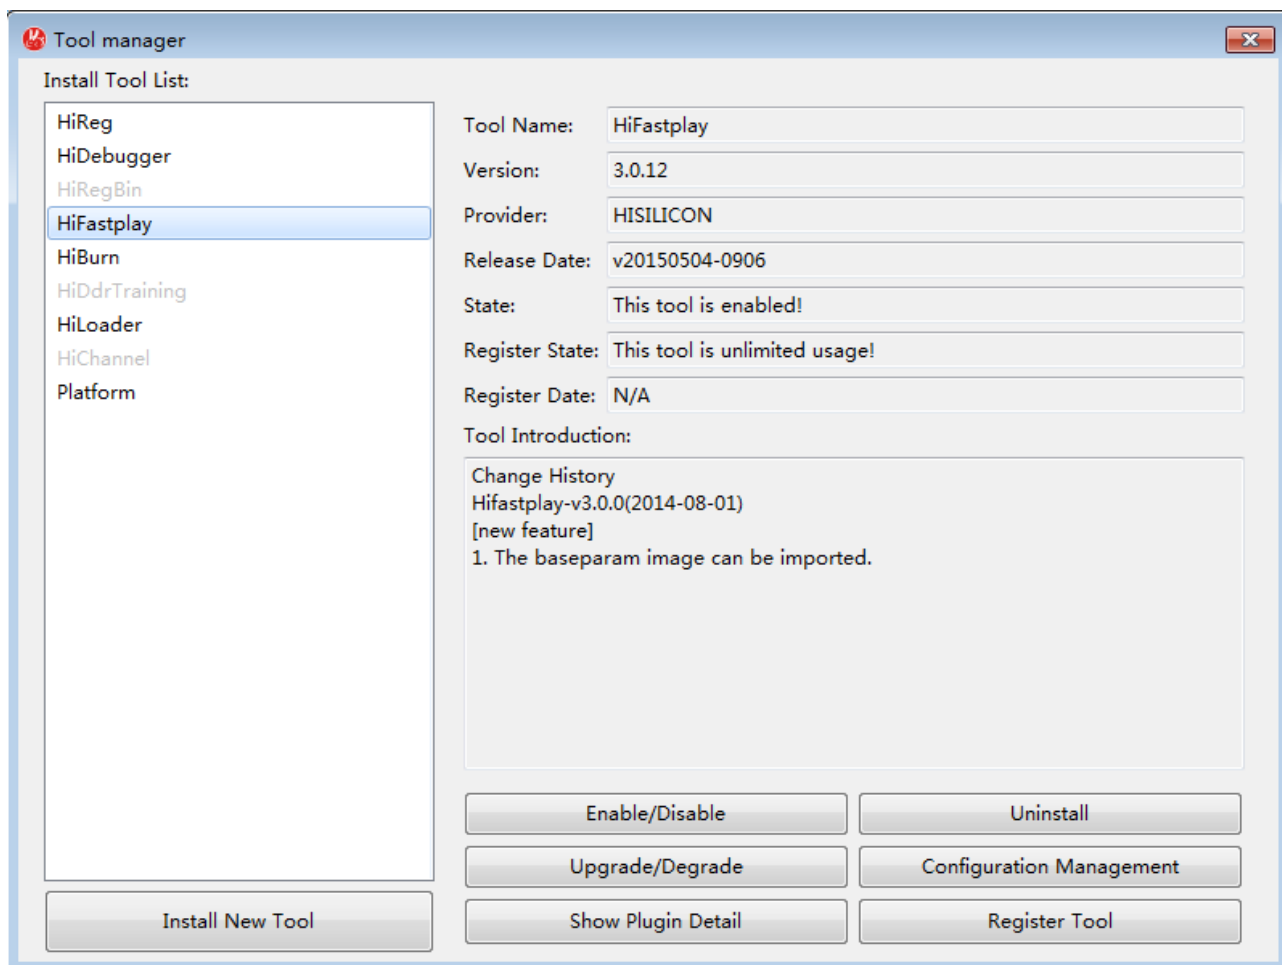 Tool manager
Install Tool List:
HiReg
HiDebugger
HiRegBin
HiFastplay
HiBurn
HiDdrTraining
HiLoader
HiChannel
Platform
Install New Tool
Tool Name: HiFastplay
Version: 3.0.12
Provider: HISILICON
Release Date: v20150504-0906
State: This tool is enabled!
Register State: This tool is unlimited usage!
Register Date: N/A
Tool Introduction:
Change History
Hifastplay-v3.0.0(2014-08-01)
[new feature]
1. The baseparam image can be imported.
Enable/Disable Uninstall
Upgrade/Degrade Configuration Management
Show Plugin Detail Register Tool